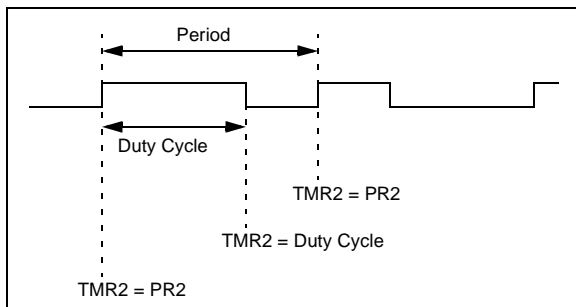 Period
Duty Cycle
TMR2 = PR2
TMR2 = Duty Cycle
TMR2 = PR2